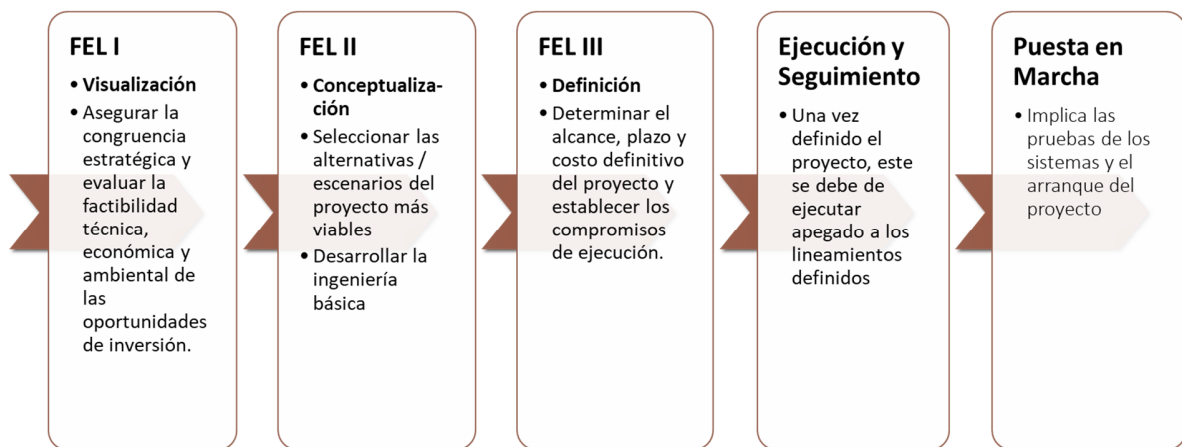 FEL I
• Visualización
• Asegurar la
congruencia
estratégica y
evaluar la
factibilidad
técnica,
económica y
ambiental de
las
oportunidades
de inversión.
FEL II
• Conceptualiza-
ción
• Seleccionar las
alternativas /
escenarios del
proyecto más
viables
• Desarrollar la
ingeniería
básica
FEL III
• Definición
• Determinar el
alcance, plazo y
costo definitivo
del proyecto y
establecer los
compromisos
de ejecución.
Ejecución y
Seguimiento
• Una vez
definido el
proyecto, este
se debe de
ejecutar
apegado a los
lineamientos
definidos
Puesta en
Marcha
• Implica las
pruebas de los
sistemas y el
arranque del
proyecto